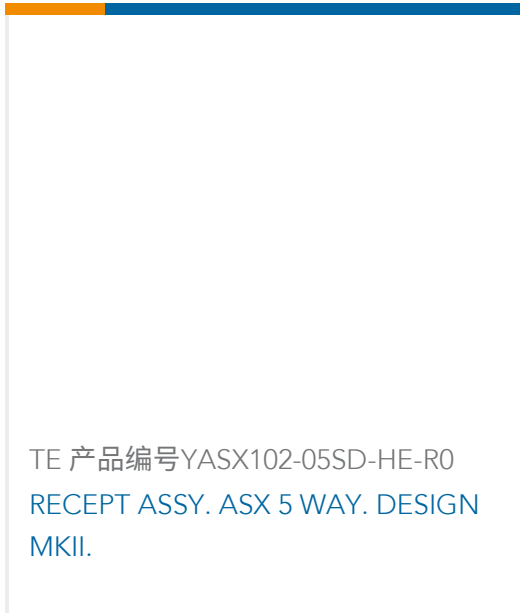 TE 产品编号YASX102-05SD-HE-R0
RECEPT ASSY. ASX 5 WAY. DESIGN
MKII.